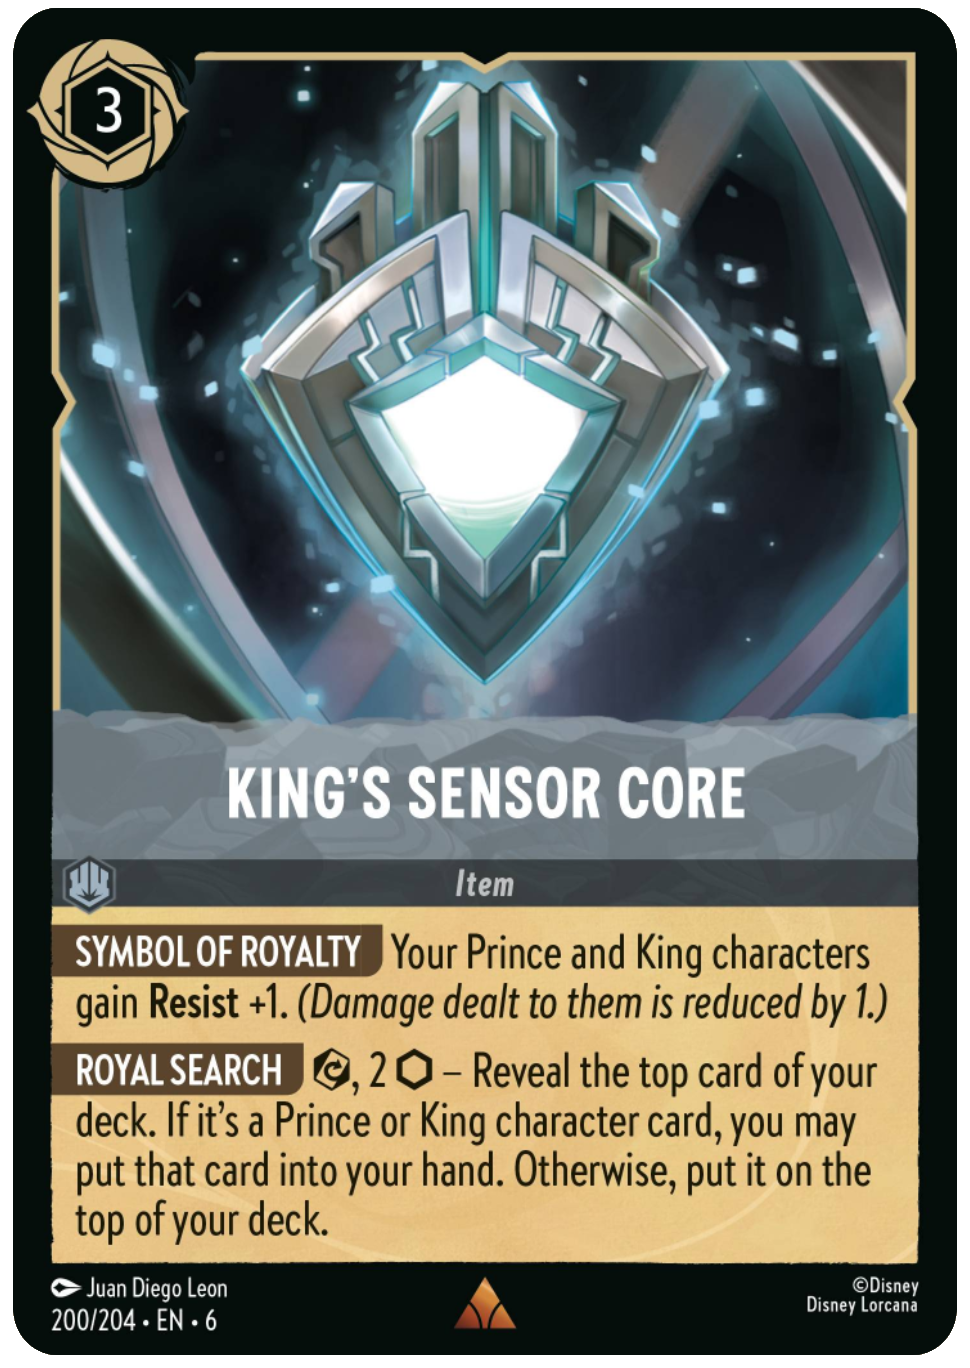 3
KING'S SENSOR CORE
Item
SYMBOL OF ROYALTY Your Prince and King characters
gain Resist +1. (Damage dealt to them is reduced by 1.)
ROYAL SEARCH , 2 – Reveal the top card of your
deck. If it's a Prince or King character card, you may
put that card into your hand. Otherwise, put it on the
top of your deck.
Juan Diego Leon
200/204 • EN • 6
©Disney
Disney Lorcana